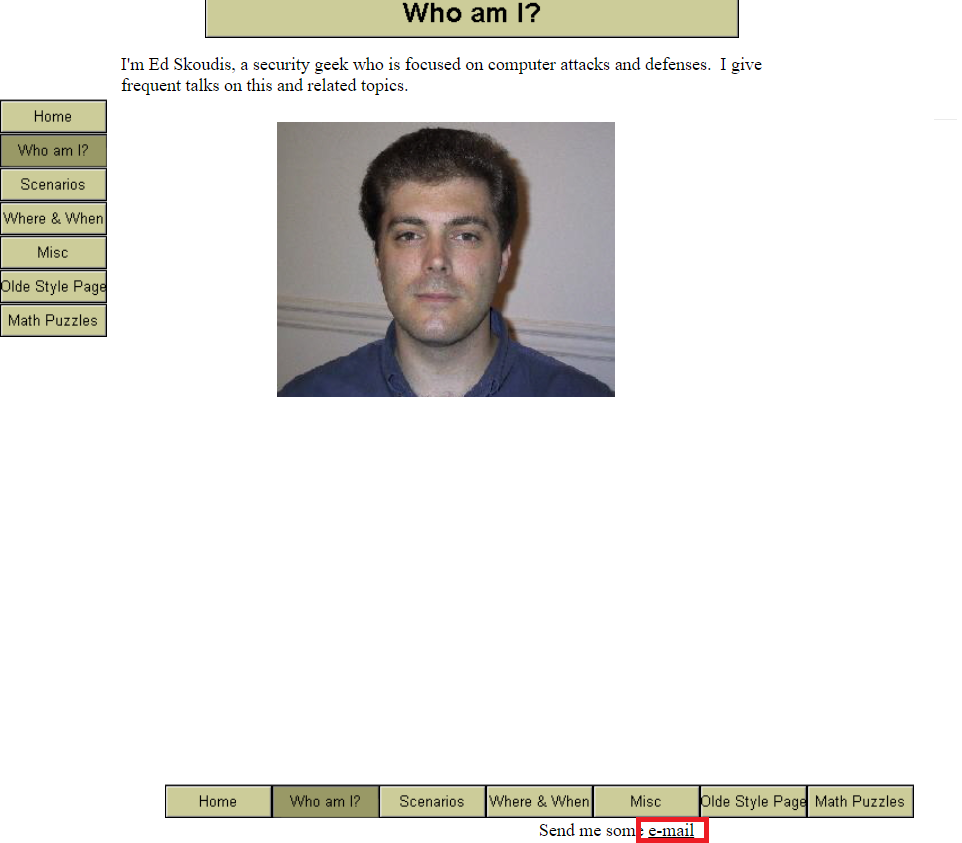 Who am I?
I'm Ed Skoudis, a security geek who is focused on computer attacks and defenses.  I give
frequent talks on this and related topics.
Home
Who am I?
Scenarios
Where & When
Misc
Olde Style Page
Math Puzzles
Home Who am I? Scenarios Where & When Misc Olde Style Page Math Puzzles
Send me some e-mail